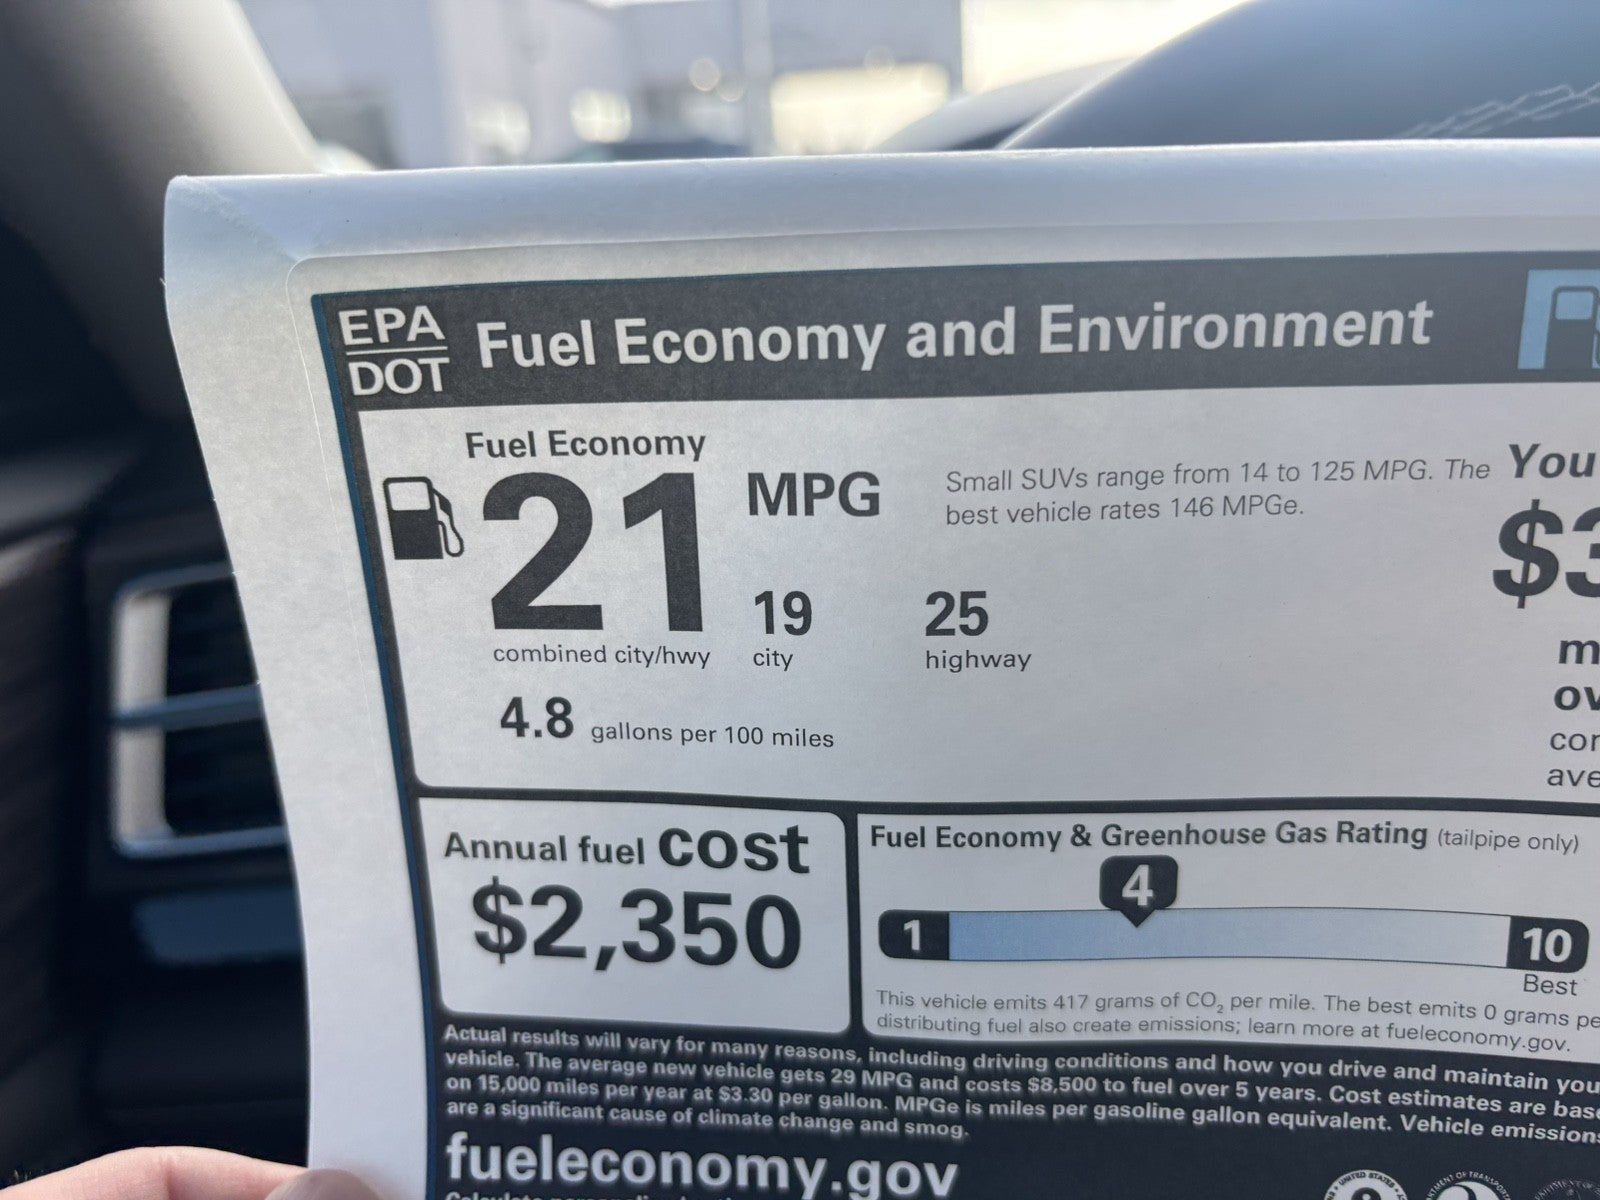 EPA
DOT
Fuel Economy and Environment
Fuel Economy
21 MPG
combined city/hwy
19
city
25
highway
4.8 gallons per 100 miles
Small SUVs range from 14 to 125 MPG. The
best vehicle rates 146 MPGe.
You
$3
Annual fuel cost
$2,350
Fuel Economy & Greenhouse Gas Rating (tailpipe only)
4
1
10
Best
This vehicle emits 417 grams of CO₂ per mile. The best emits 0 grams pe
distributing fuel also create emissions; learn more at fueleconomy.gov.
Actual results will vary for many reasons, including driving conditions and how you drive and maintain you
vehicle. The average new vehicle gets 29 MPG and costs $8,500 to fuel over 5 years. Cost estimates are base
on 15,000 miles per year at $3.30 per gallon. MPGe is miles per gasoline gallon equivalent. Vehicle emissions
are a significant cause of climate change and smog.
fueleconomy.gov
UNITED STATES